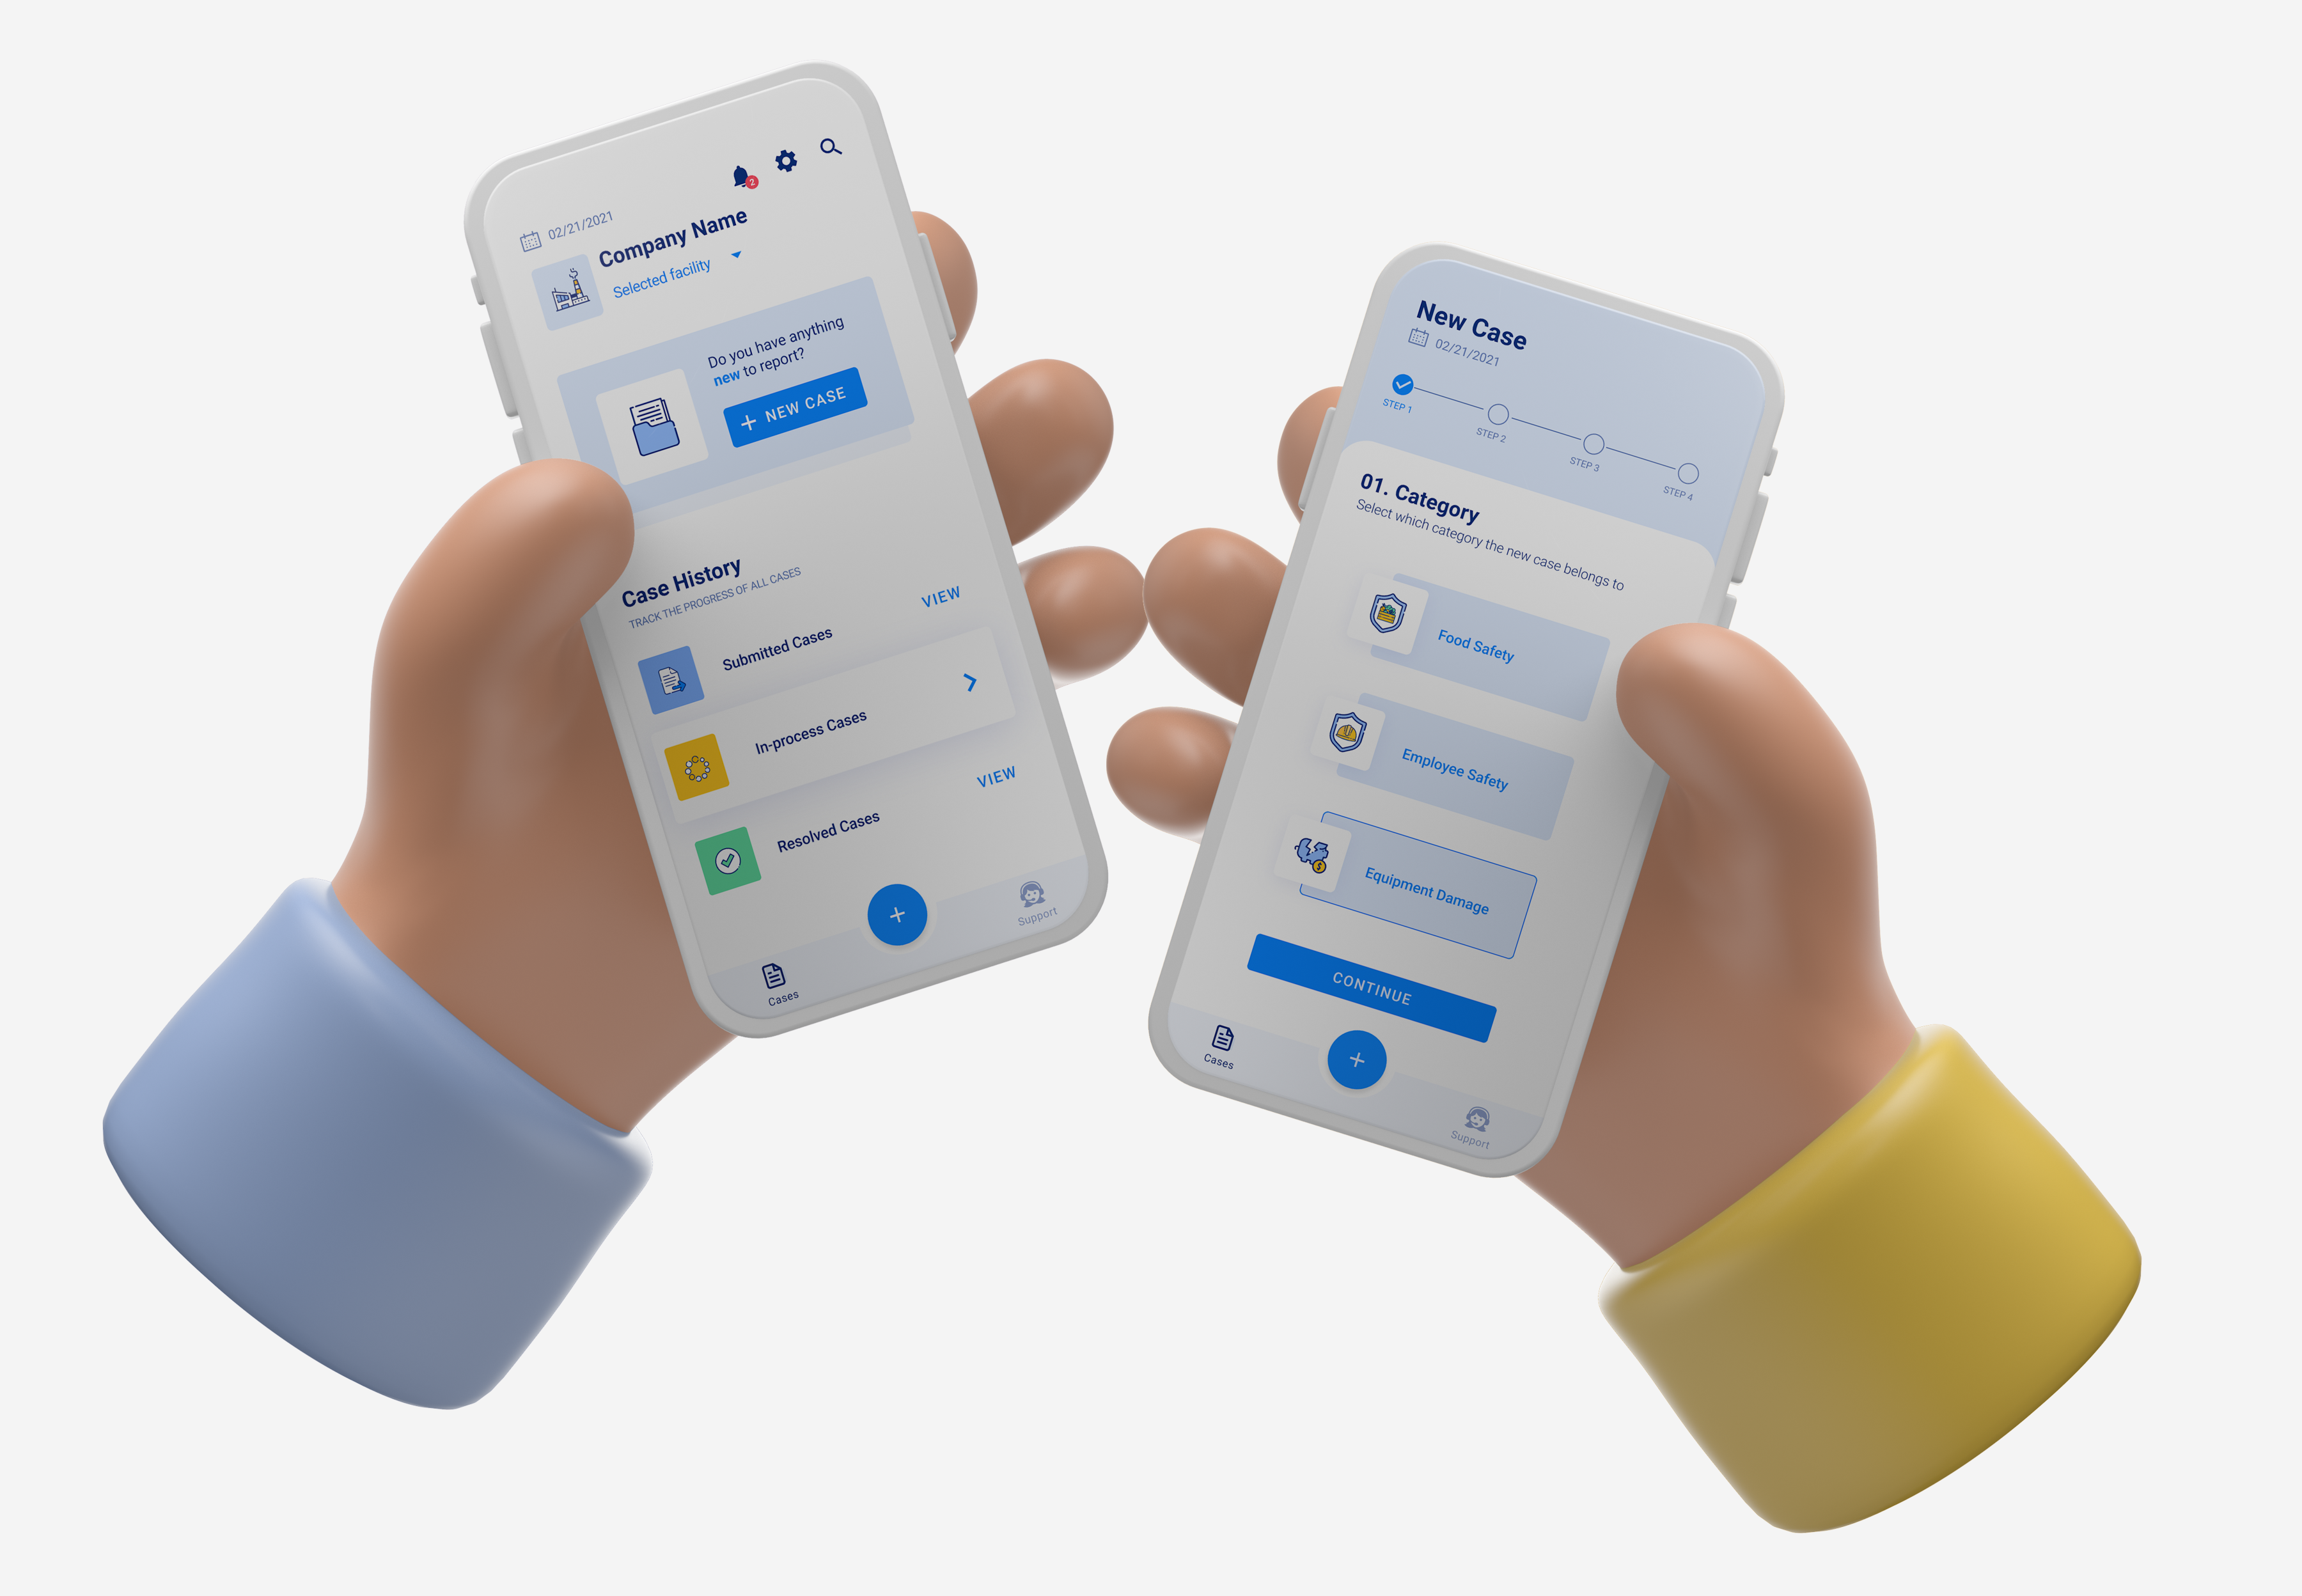 2
02/21/2021
Company Name
Selected facility
Do you have anything
new to report?
+ NEW CASE
Case History
TRACK THE PROGRESS OF ALL CASES
Submitted Cases
VIEW
In-process Cases
Resolved Cases
VIEW
+
Cases
Support
New Case
02/21/2021
STEP 1
STEP 2
STEP 3
STEP 4
01. Category
Select which category the new case belongs to
Food Safety
Employee Safety
$
Equipment Damage
CONTINUE
+
Cases
Support